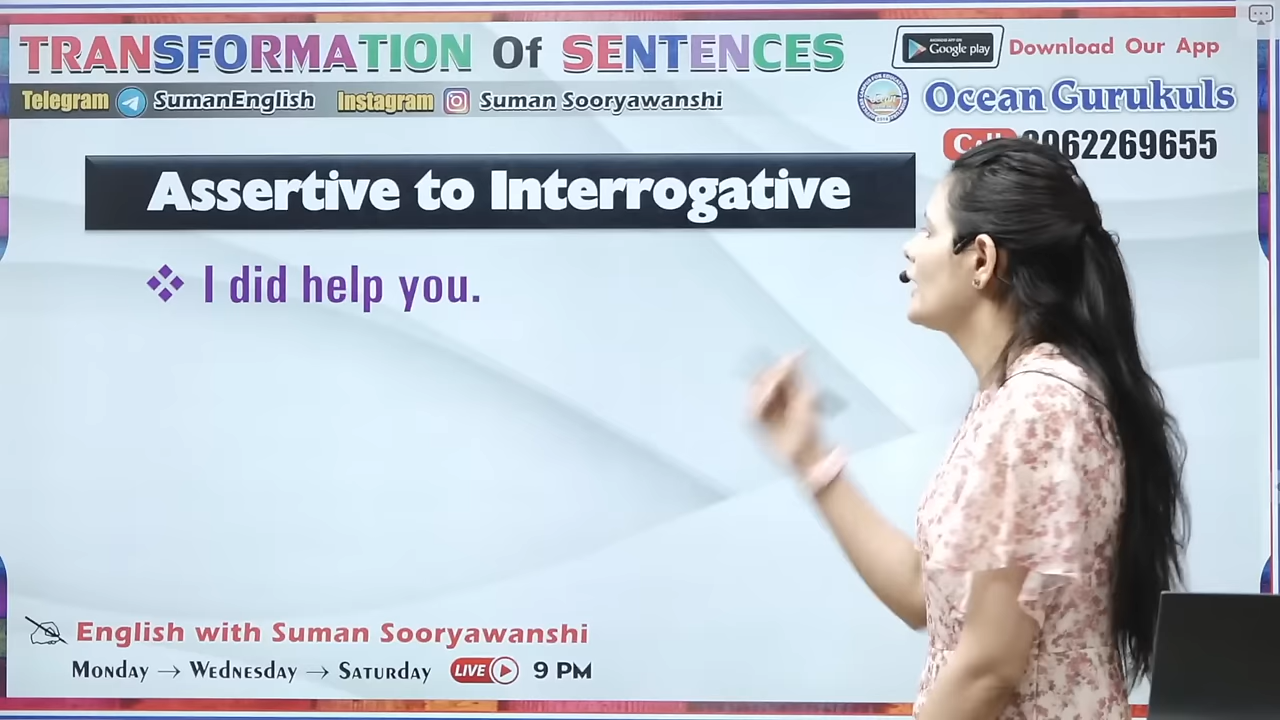 TRANSFORMATION Of SENTENCES
Google play Download Our App
Telegram SumanEnglish Instagram Suman Sooryawanshi
Ocean Gurukuls
962269655
Assertive to Interrogative
❖ I did help you.
English with Suman Sooryawanshi
Monday → Wednesday → Saturday LIVE 9 PM